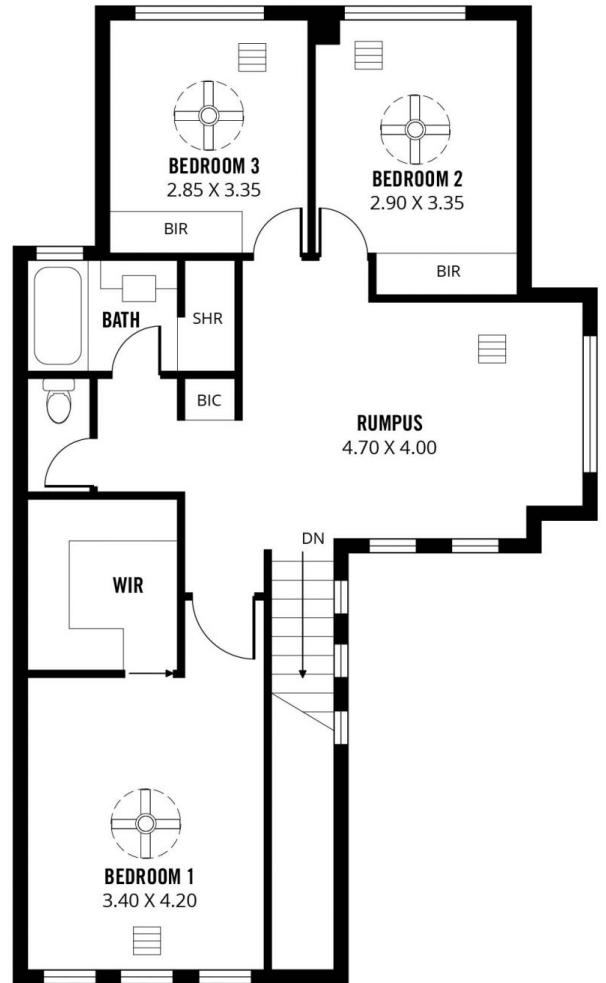 BEDROOM 3
2.85 X 3.35
BIR
BEDROOM 2
2.90 X 3.35
BIR
BATH
SHR
BIC
RUMPUS
4.70 X 4.00
DN
WIR
BEDROOM 1
3.40 X 4.20